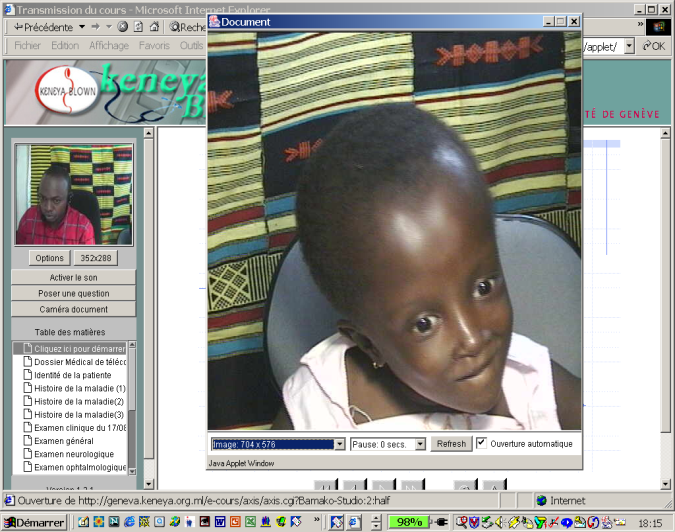 Transmission du cours - Microsoft Internet Explorer
Document
Précédente
Reche
Fichier Edition Affichage Favoris Outils
/applet/
OK
KENEYA BLOWN
keneya
B
TÉ DE GENÈVE
Options
352x288
Activer le son
Poser une question
Caméra document
Table des matières
Cliquez ici pour démarrer
Dossier Médical de téléco
Identité de la patiente
Histoire de la maladie (1)
Histoire de la maladie(2)
Histoire de la maladie(3)
Examen clinique du 17/06
Examen général
Examen neurologique
Examen ophtalmologique
Image: 704 x 576
Pause: 0 secs.
Refresh
Ouverture automatique
Java Applet Window
Ouverture de http://geneva.keneya.org.ml/e-cours/axis/axis.cgi?Bamako-Studio:2:half
Internet
Démarrer
98%
18:15